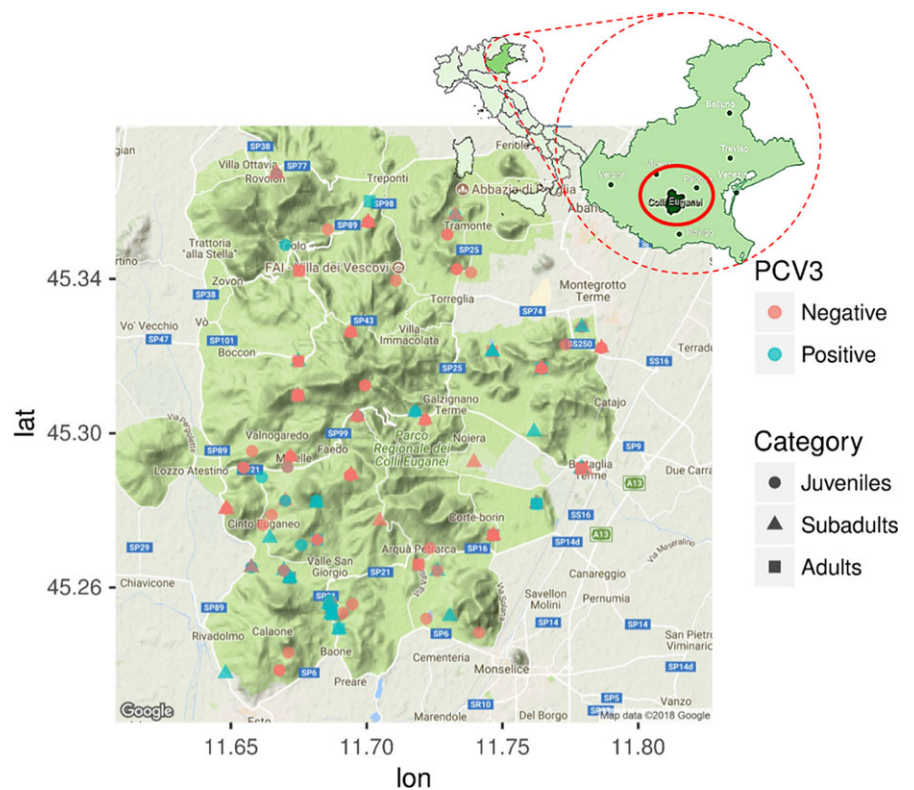 Belluno
Treviso
Venezia
Verona
Colli Euganei
Rovigo
SP38
SP77
Villa Ottavia
Rovolon
Treponti
Feriole
Abbazia di Praglia
SP98
SP89
Tramonte
Trattoria
"alla Stella"
Teolo
FAI - Villa dei Vescovi
SP25
Zovon
SP38
Torreglia
Montegrotto
Terme
Vo' Vecchio
Vò
SP47
SP101
SP43
SP74
SS250
Villa
Immacolata
Boccon
SS16
SP25
Galzignano
Terme
Catajo
Via Pergolette
Valnogaredo
SP99
Faedo
Parco
Regionale dei
Colli Euganei
Noiera
SP9
SP89
Lozzo Atestino
SP21
Battaglia
Terme
Due Carra
A13
Cinto Euganeo
Corte-borin
SS16
A13
SP14d
SP29
Arquà Petrarca
SP16
Valle San
Giorgio
SP21
Chiavicone
Canareggio
SP89
Savellon
Molini
Pernumia
SP14
SP14
Rivadolmo
Calaone
SP6
San Pietro
Viminario
Baone
Cementeria
Monselice
SP14d
SP6
Preare
SP5
Vanzo
SR10
Marendole
Del Borgo
Google
Map data ©2018 Google
45.34
45.30
45.26
lat
11.65
11.70
11.75
11.80
lon
PCV3
Negative
Positive
Category
Juveniles
Subadults
Adults